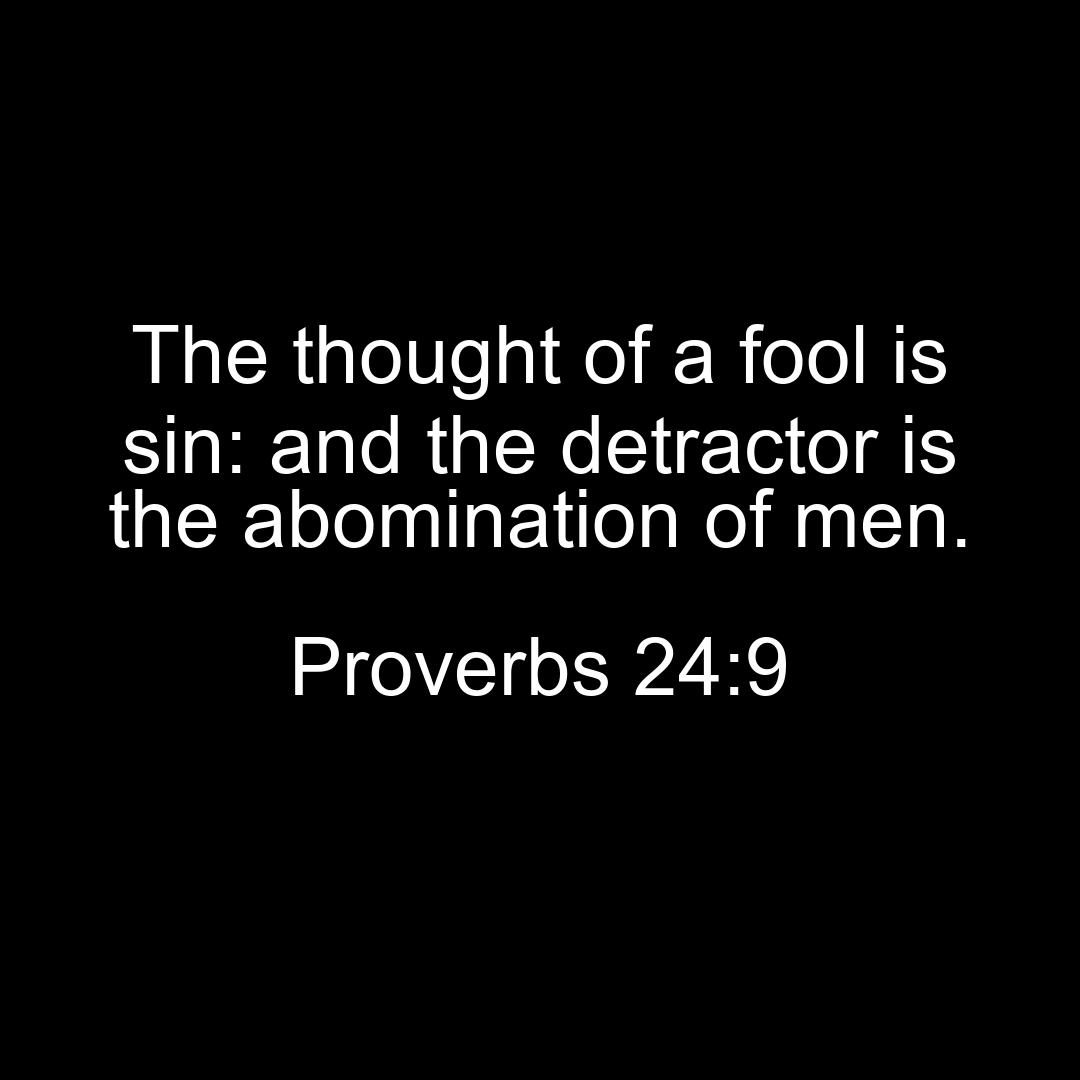 The thought of a fool is
sin: and the detractor is
the abomination of men.
Proverbs 24:9